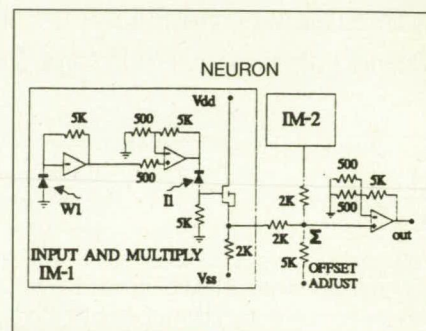 NEURON
Vdd
IM-2
5K
500
5K
500
W1
I1
5K
2K
500
500
5K
2K
2K
Σ
out
INPUT AND MULTIPLY
IM-1
2K
Vss
5K
OFFSET
ADJUST